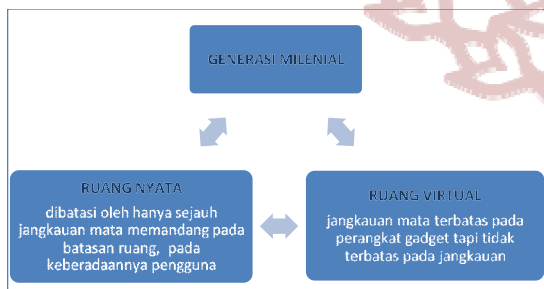 GENERASI MILENIAL
RUANG NYATA
dibatasi oleh hanya sejauh
jangkauan mata memandang pada
batasan ruang, pada
keberadaannya pengguna
RUANG VIRTUAL
jangkauan mata terbatas pada
perangkat gadget tapi tidak
terbatas pada jangkauan